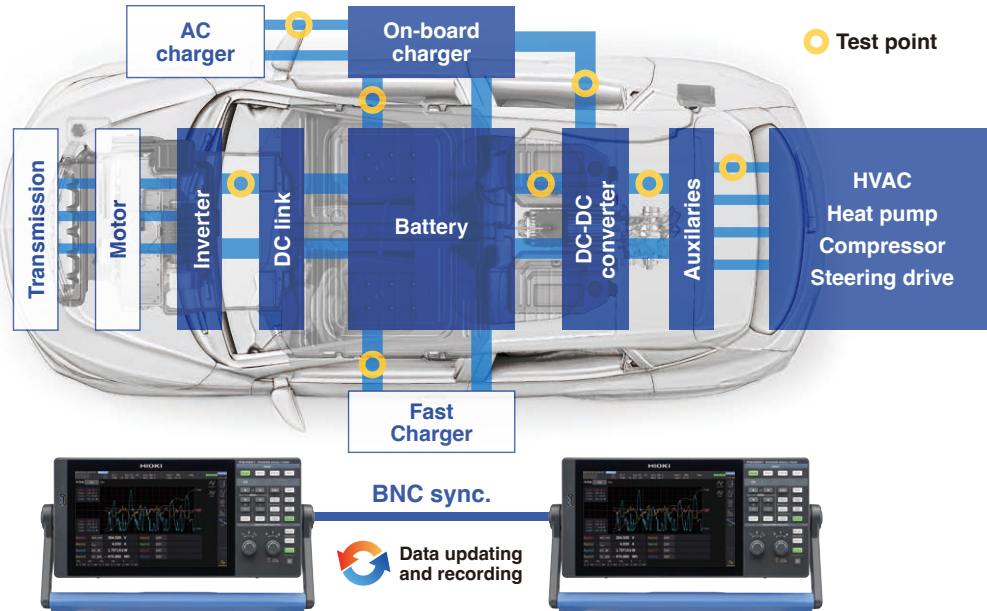 AC
charger
On-board
charger
Test point
Transmission
Motor
Inverter
DC link
Battery
DC-DC
converter
Auxilaries
HVAC
Heat pump
Compressor
Steering drive
Fast
Charger
HIOKI
HIOKI
BNC sync.
Data updating
and recording